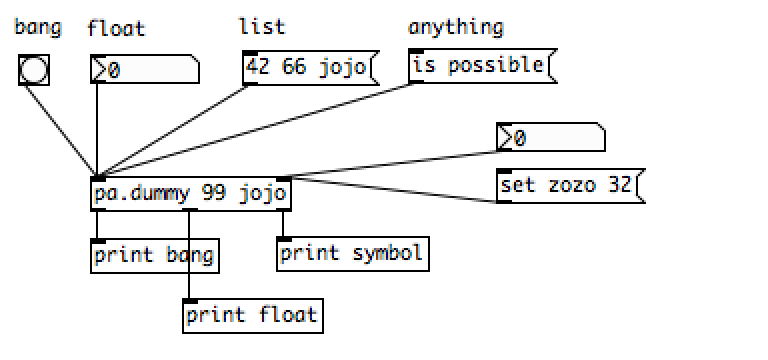 bang float list anything
0 42 66 jojo is possible
0
pa.dummy 99 jojo set zozo 32
print bang print symbol
print float